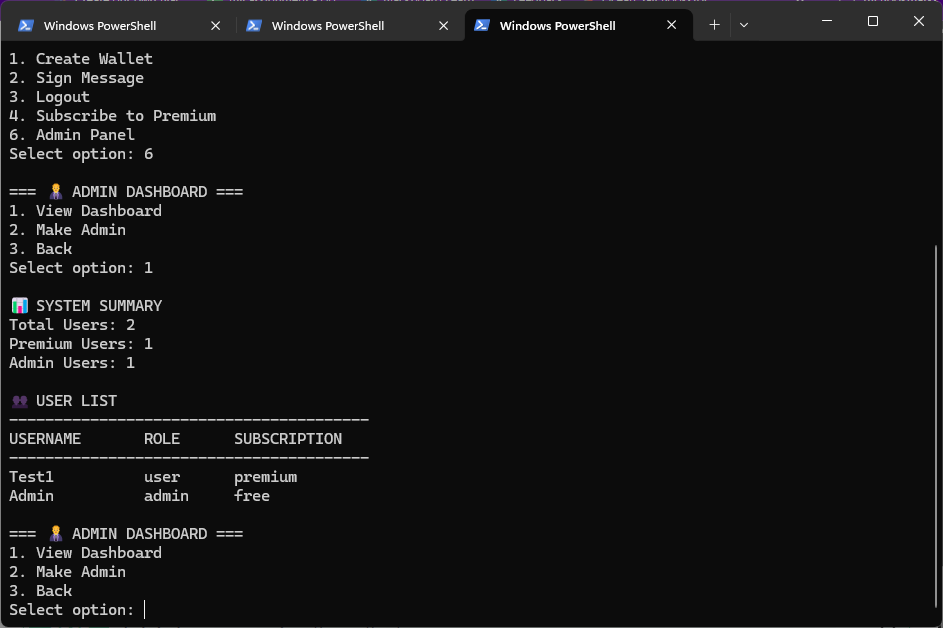 Windows PowerShell
Windows PowerShell
Windows PowerShell
1. Create Wallet
2. Sign Message
3. Logout
4. Subscribe to Premium
6. Admin Panel
Select option: 6
=== ADMIN DASHBOARD ===
1. View Dashboard
2. Make Admin
3. Back
Select option: 1
SYSTEM SUMMARY
Total Users: 2
Premium Users: 1
Admin Users: 1
USER LIST
----------------------------------------
USERNAME ROLE SUBSCRIPTION
----------------------------------------
Test1 user premium
Admin admin free
=== ADMIN DASHBOARD ===
1. View Dashboard
2. Make Admin
3. Back
Select option: